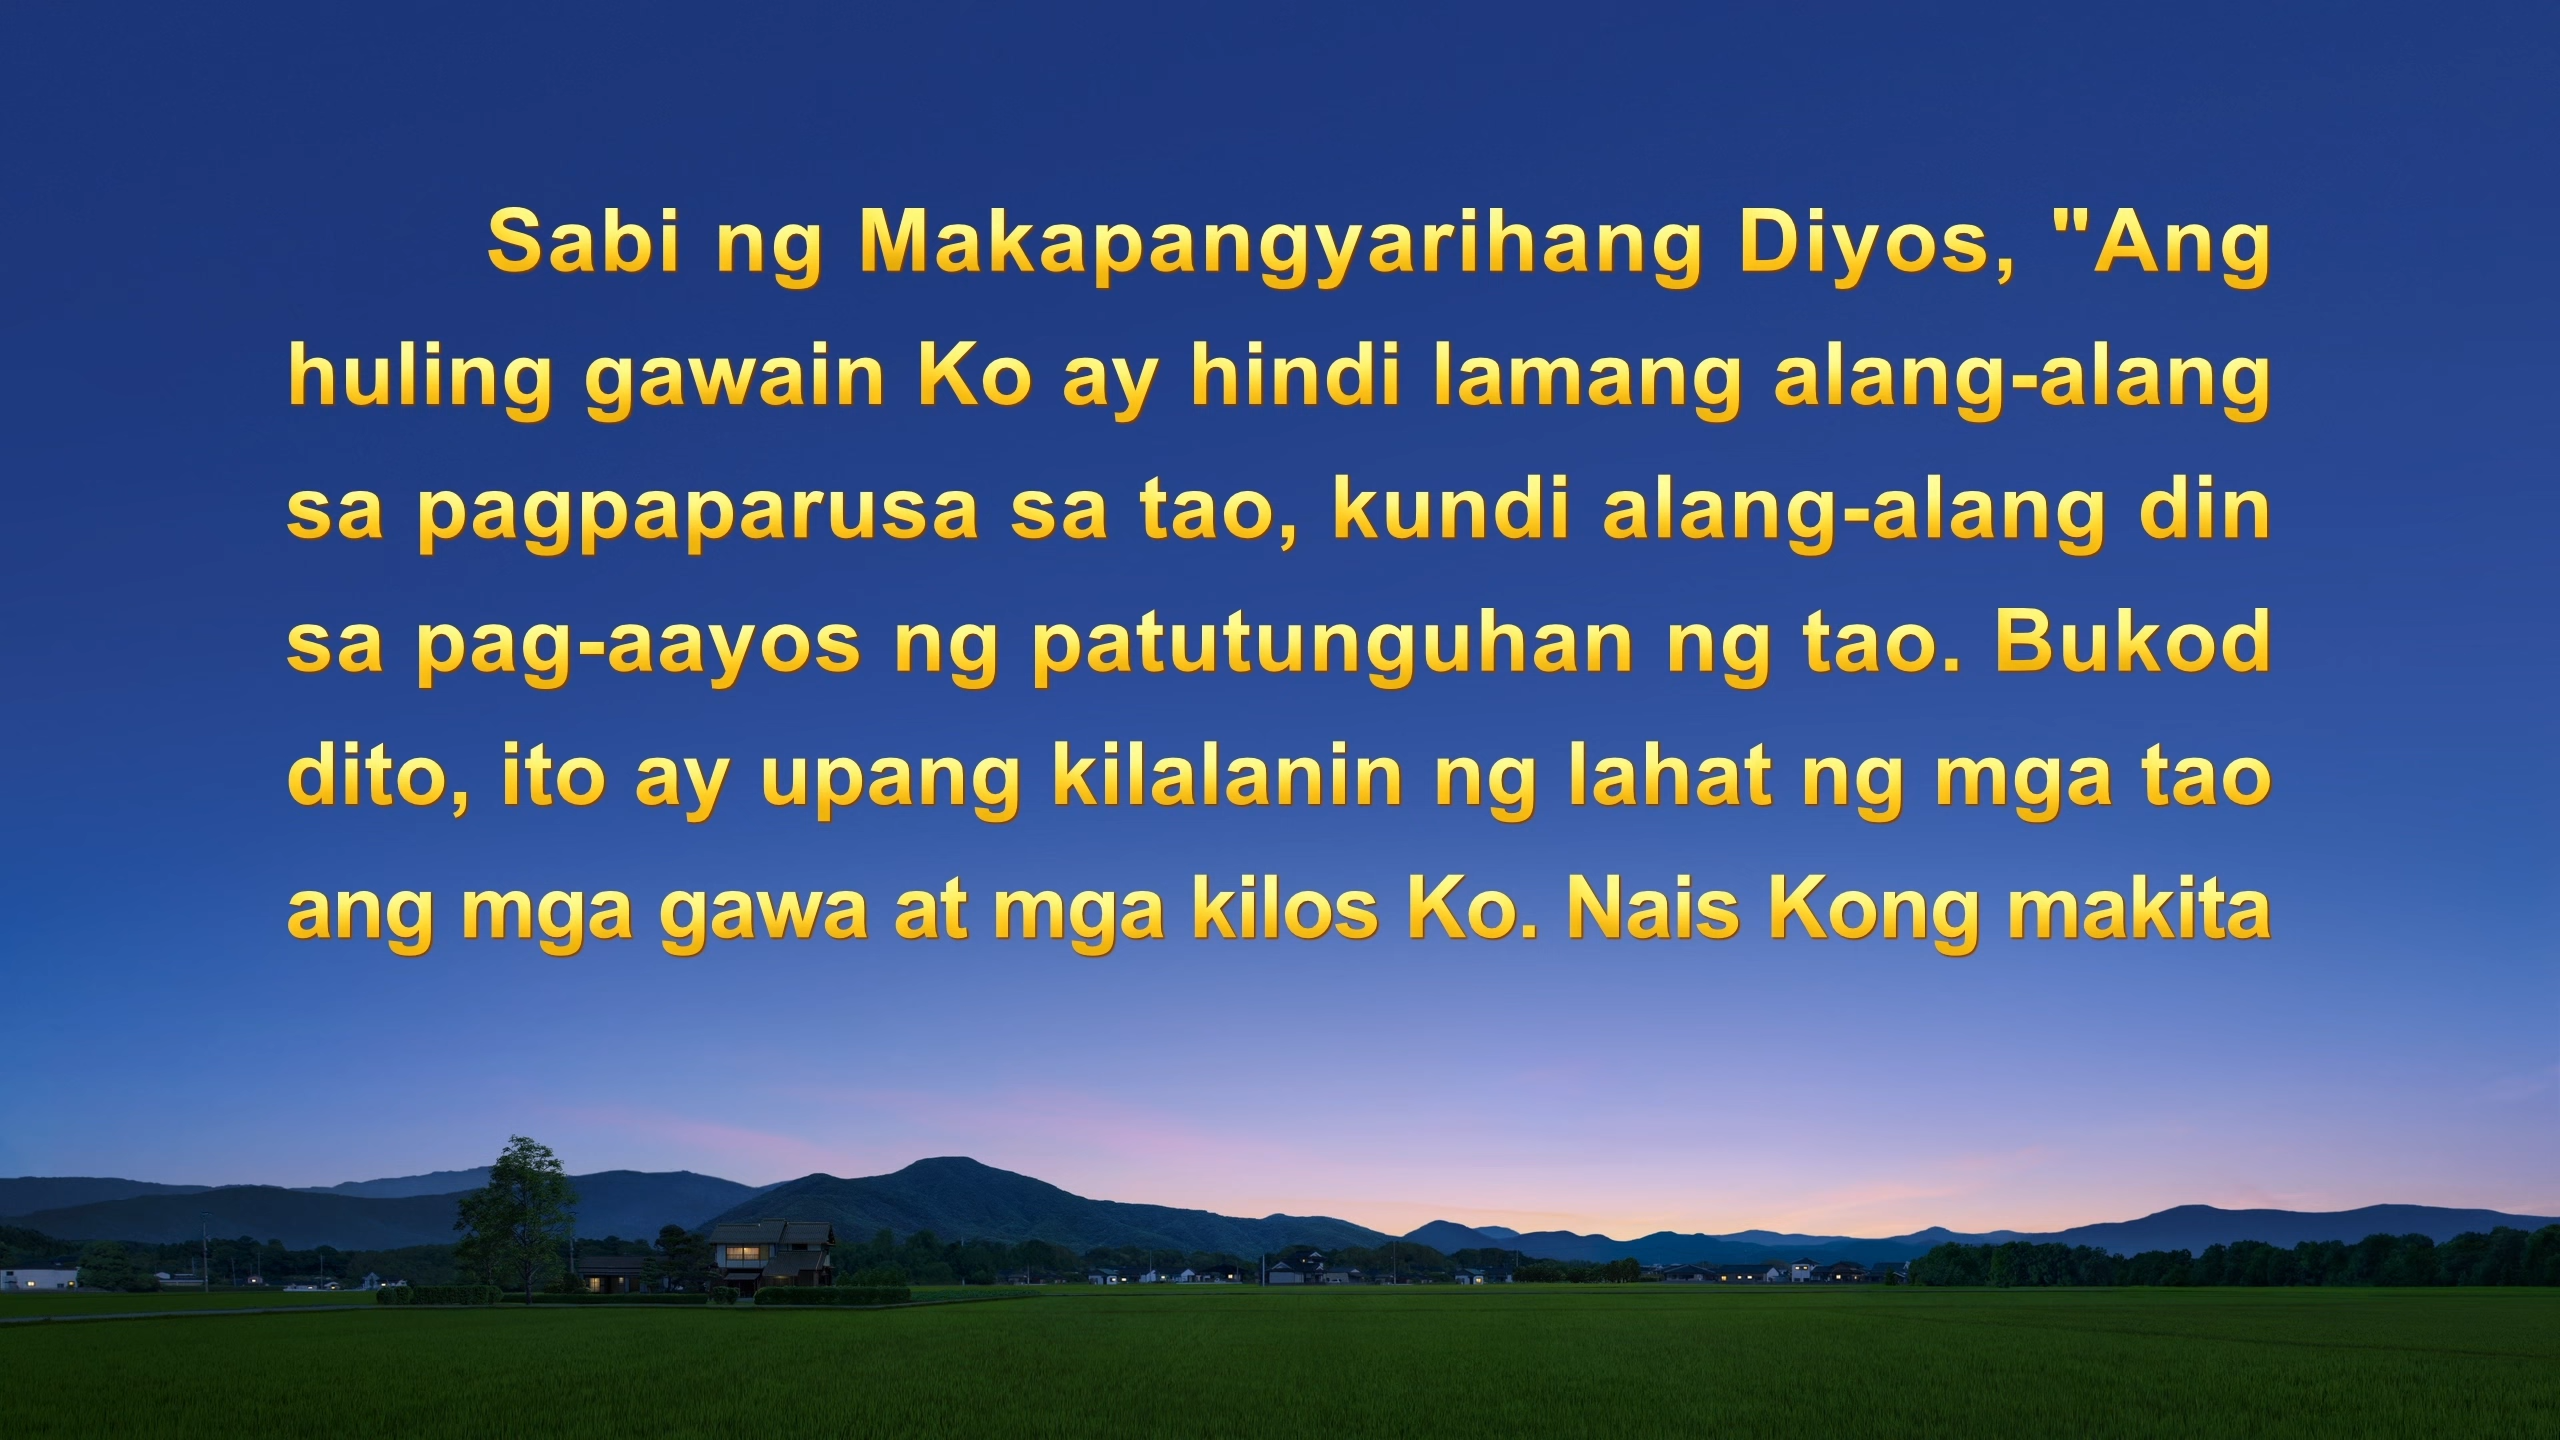 Sabi ng Makapangyarihang Diyos, "Ang
huling gawain Ko ay hindi lamang alang-alang
sa pagpaparusa sa tao, kundi alang-alang din
sa pag-aayos ng patutunguhan ng tao. Bukod
dito, ito ay upang kilalanin ng lahat ng mga tao
ang mga gawa at mga kilos Ko. Nais Kong makita